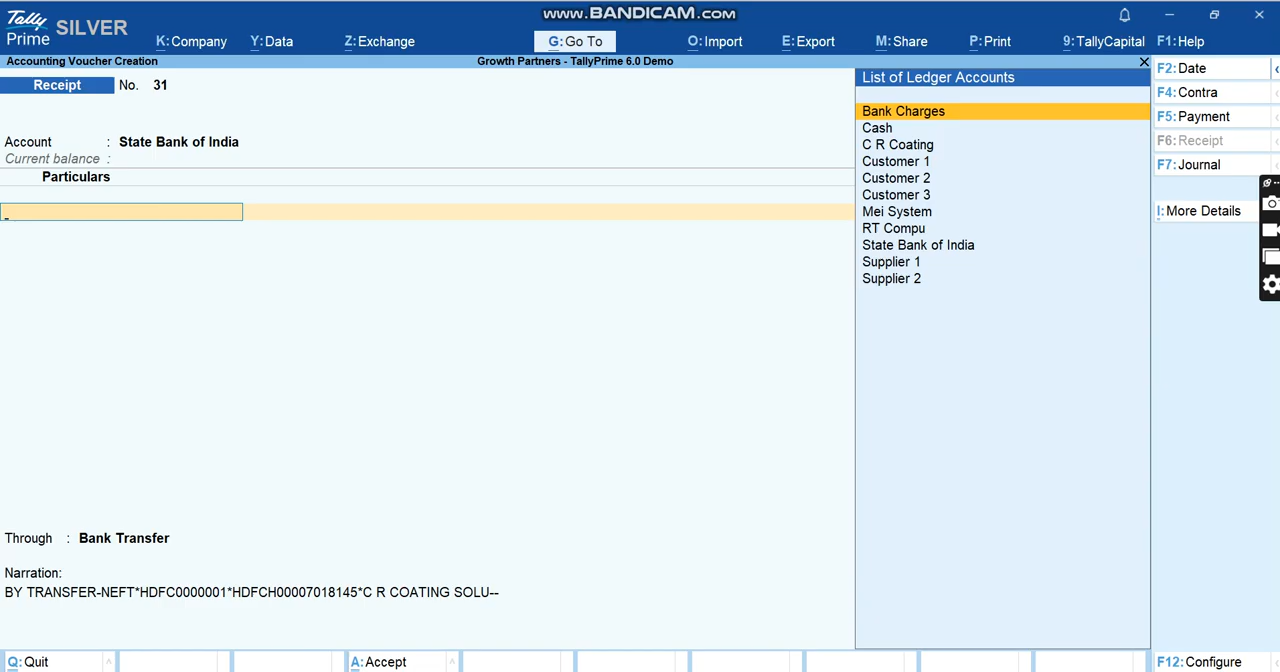 www.BANDICAM.com
Tally
Prime SILVER
K:Company Y:Data Z:Exchange G:Go To O:Import E:Export M:Share P:Print 9:TallyCapital F1:Help
Accounting Voucher Creation Growth Partners - TallyPrime 6.0 Demo
Receipt No. 31
Account : State Bank of India
Current balance :
Particulars
List of Ledger Accounts
Bank Charges
Cash
C R Coating
Customer 1
Customer 2
Customer 3
Mei System
RT Compu
State Bank of India
Supplier 1
Supplier 2
F2:Date
F4:Contra
F5:Payment
F6:Receipt
F7:Journal
I:More Details
Through : Bank Transfer
Narration:
BY TRANSFER-NEFT*HDFC0000001*HDFCH00007018145*C R COATING SOLU--
Q:Quit A:Accept F12:Configure